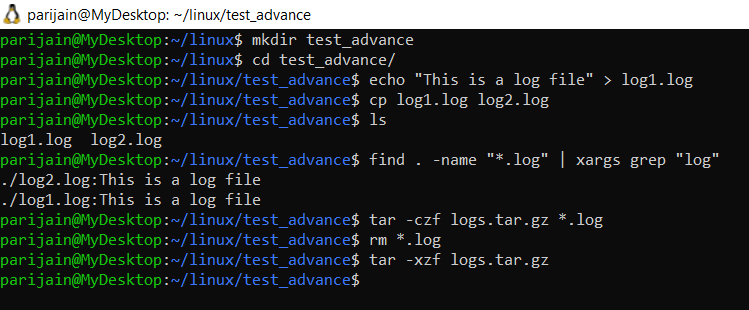 parijain@MyDesktop: ~/linux/test_advance
parijain@MyDesktop:~/linux$ mkdir test_advance
parijain@MyDesktop:~/linux$ cd test_advance/
parijain@MyDesktop:~/linux/test_advance$ echo "This is a log file" > log1.log
parijain@MyDesktop:~/linux/test_advance$ cp log1.log log2.log
parijain@MyDesktop:~/linux/test_advance$ ls
log1.log  log2.log
parijain@MyDesktop:~/linux/test_advance$ find . -name "*.log" | xargs grep "log"
./log2.log:This is a log file
./log1.log:This is a log file
parijain@MyDesktop:~/linux/test_advance$ tar -czf logs.tar.gz *.log
parijain@MyDesktop:~/linux/test_advance$ rm *.log
parijain@MyDesktop:~/linux/test_advance$ tar -xzf logs.tar.gz
parijain@MyDesktop:~/linux/test_advance$